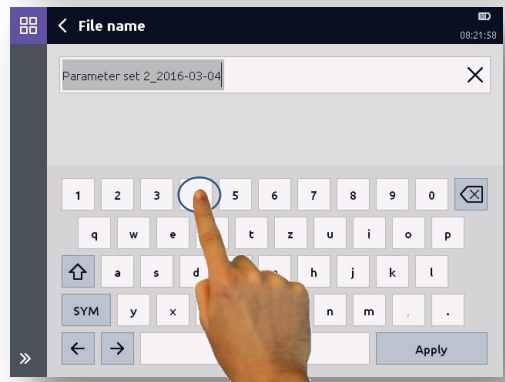 File name
08:21:58
Parameter set 2_2016-03-04
1 2 3 5 6 7 8 9 0
q w e t z u i o p
a s d h j k l
SYM y x n m , .
Apply